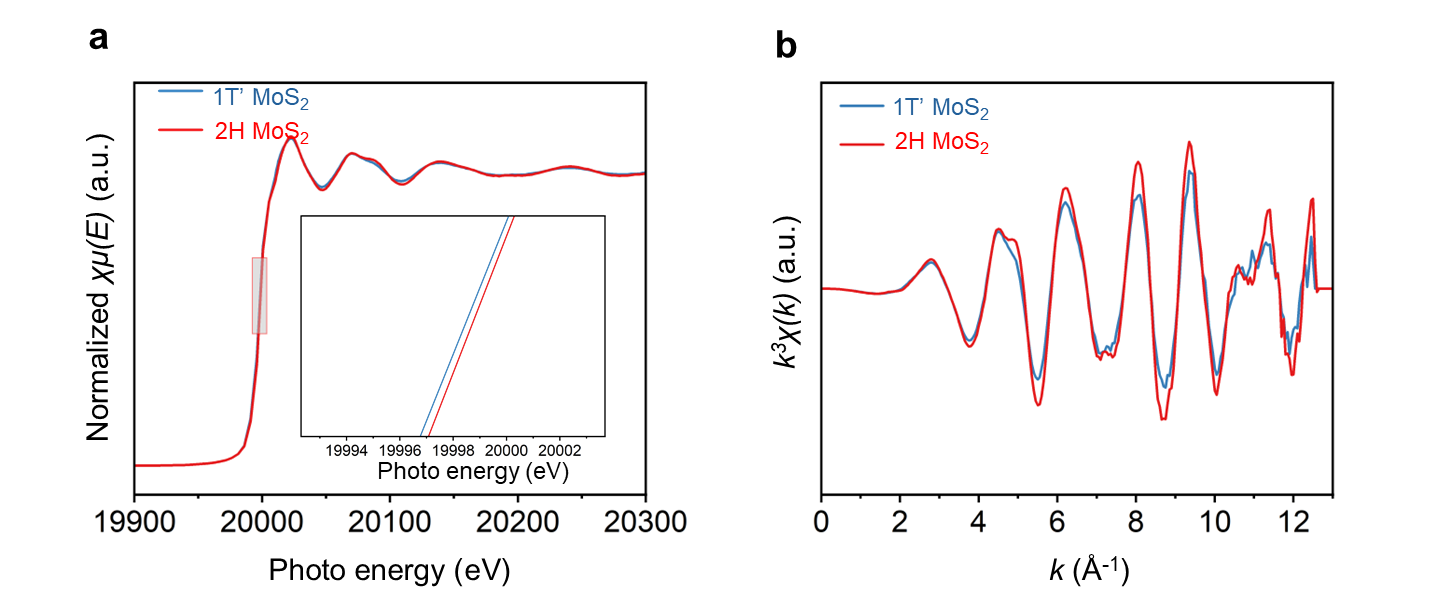 a
1T’ MoS2
2H MoS2
Normalized χμ(E) (a.u.)
19994 19996 19998 20000 20002
Photo energy (eV)
19900 20000 20100 20200 20300
Photo energy (eV)
b
1T’ MoS2
2H MoS2
k3χ(k) (a.u.)
0 2 4 6 8 10 12
k (Å-1)